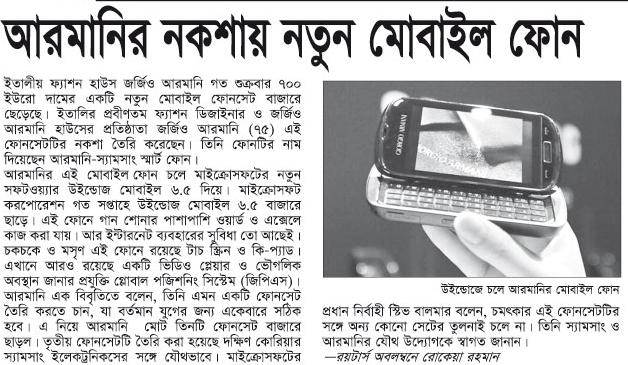 আরমানির নকশায় নতুন মোবাইল ফোন
ইতালীয় ফ্যাশন হাউস জর্জিও আরমানি গত শুক্রবার ৭০০
ইউরো দামের একটি নতুন মোবাইল ফোনসেট বাজারে
ছেড়েছে। ইতালির প্রবীণতম ফ্যাশন ডিজাইনার ও জর্জিও
আরমানি হাউসের প্রতিষ্ঠাতা জর্জিও আরমানি (৭৫) এই
ফোনসেটটির নকশা তৈরি করেছেন। তিনি ফোনটির নাম
দিয়েছেন আরমানি-স্যামসাং স্মার্ট ফোন।
আরমানির এই মোবাইল ফোন চলে মাইক্রোসফটের নতুন
সফটওয়্যার উইন্ডোজ মোবাইল ৬.৫ দিয়ে। মাইক্রোসফট
করপোরেশন গত সপ্তাহে উইন্ডোজ মোবাইল ৬.৫ বাজারে
ছাড়ে। এই ফোনে গান শোনার পাশাপাশি ওয়ার্ড ও এক্সেলে
কাজ করা যায়। আর ইন্টারনেট ব্যবহারের সুবিধা তো আছেই।
চকচকে ও মসৃণ এই ফোনে রয়েছে টাচ স্ক্রিন ও কি-প্যাড।
এখানে আরও রয়েছে একটি ভিডিও প্লেয়ার ও ভৌগলিক
অবস্থান জানার প্রযুক্তি গ্লোবাল পজিশনিং সিস্টেম (জিপিএস)।
আরমানি এক বিবৃতিতে বলেন, তিনি এমন একটি ফোনসেট
তৈরি করতে চান, যা বর্তমান যুগের জন্য একেবারে সঠিক
হবে। এ নিয়ে আরমানি মোট তিনটি ফোনসেট বাজারে
ছাড়ল। তৃতীয় ফোনসেটটি তৈরি করা হয়েছে দক্ষিণ কোরিয়ার
স্যামসাং ইলেকট্রনিকসের সঙ্গে যৌথভাবে। মাইক্রোসফটের
GIORGIO ARMANI
উইন্ডোজে চলে আরমানির মোবাইল ফোন
প্রধান নির্বাহী স্টিভ বালমার বলেন, চমৎকার এই ফোনসেটটির
সঙ্গে অন্য কোনো সেটের তুলনাই চলে না। তিনি স্যামসাং ও
আরমানির যৌথ উদ্যোগকে স্বাগত জানান।
—রয়টার্স অবলম্বনে রোকেয়া রহমান